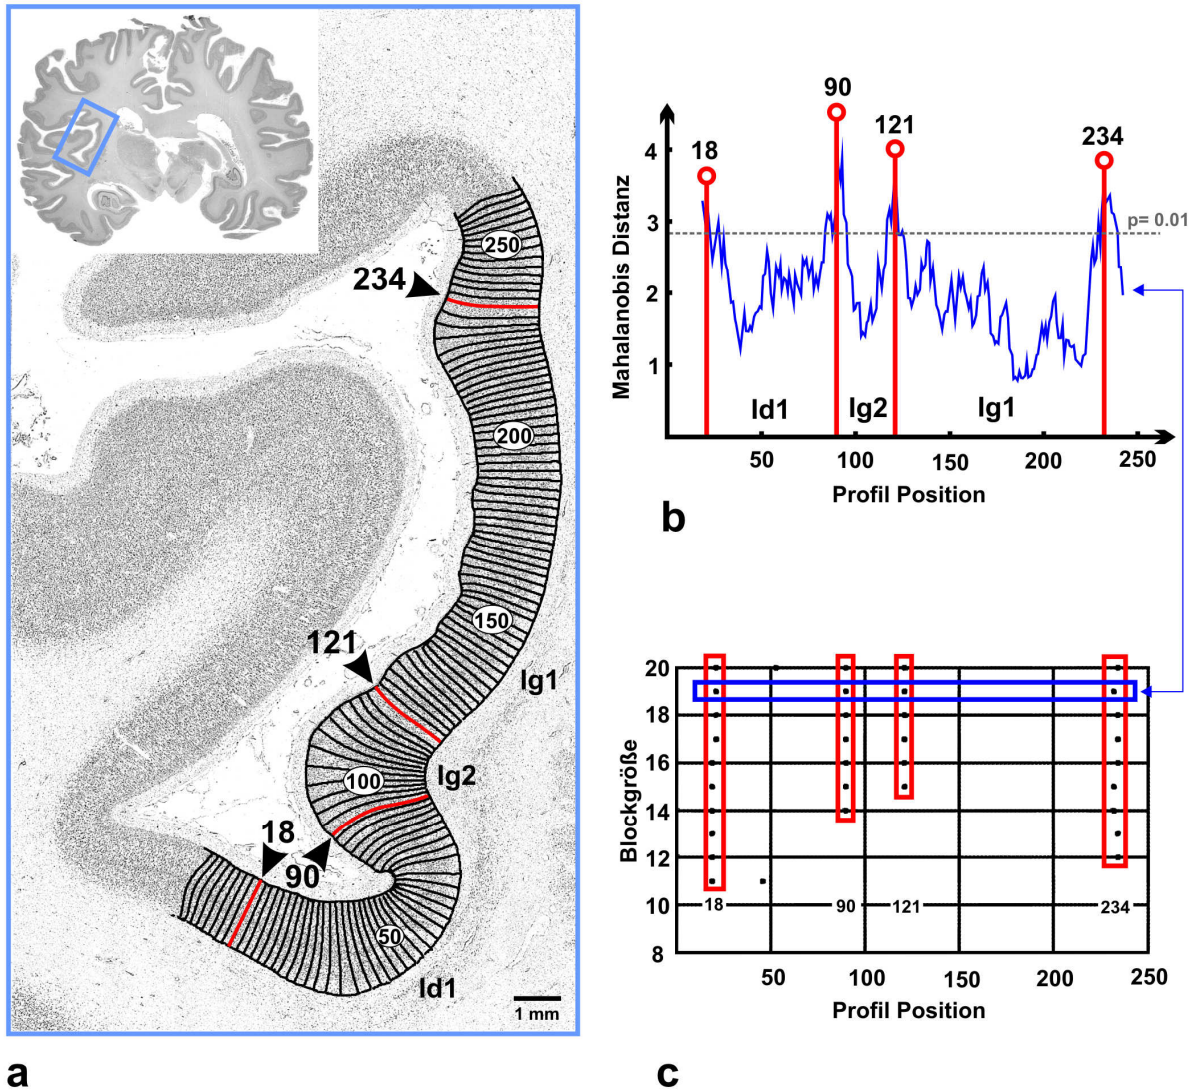 250
234
200
150
121
Ig1
100
Ig2
18
90
50
Id1
1 mm
a
90
121
18
234
4
3
2
1
Mahalanobis Distanz
p= 0.01
Id1
Ig2
Ig1
50
100
150
200
250
Profil Position
b
20
18
16
14
12
10
8
Blockgröße
18
90
121
234
50
100
150
200
250
Profil Position
c